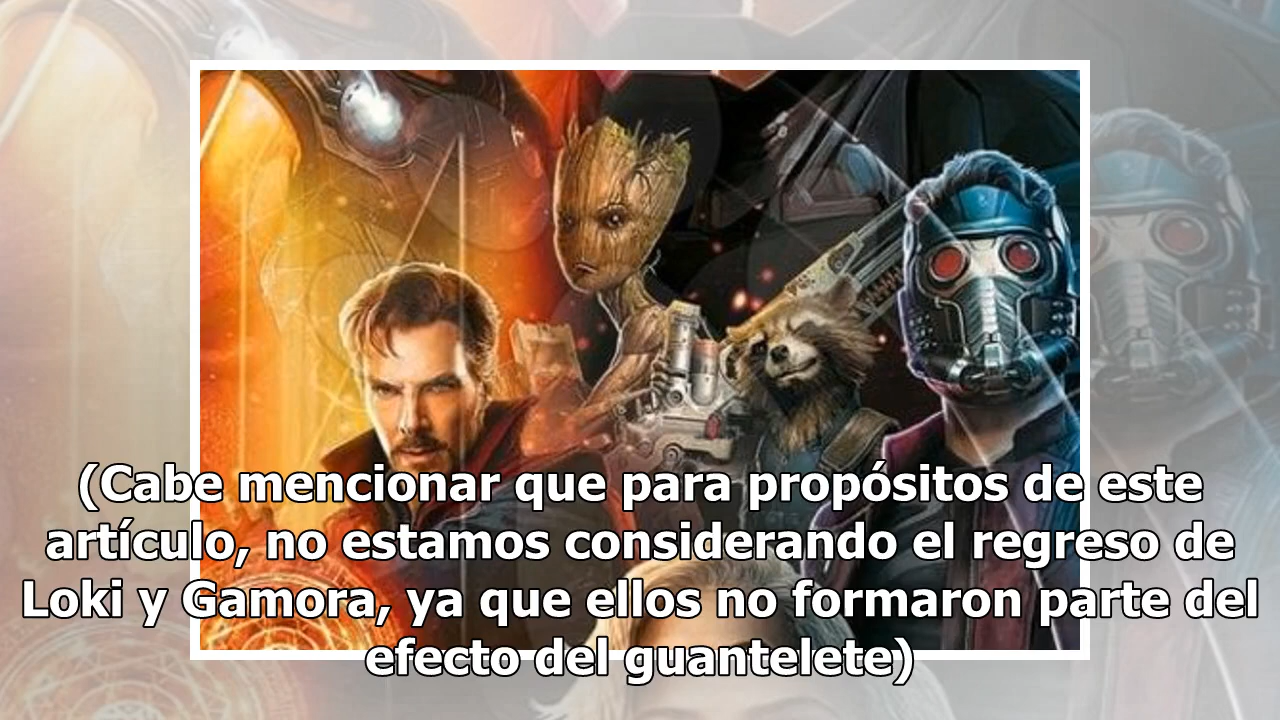 (Cabe mencionar que para propósitos de este
artículo, no estamos considerando el regreso de
Loki y Gamora, ya que ellos no formaron parte del
efecto del guantelete)